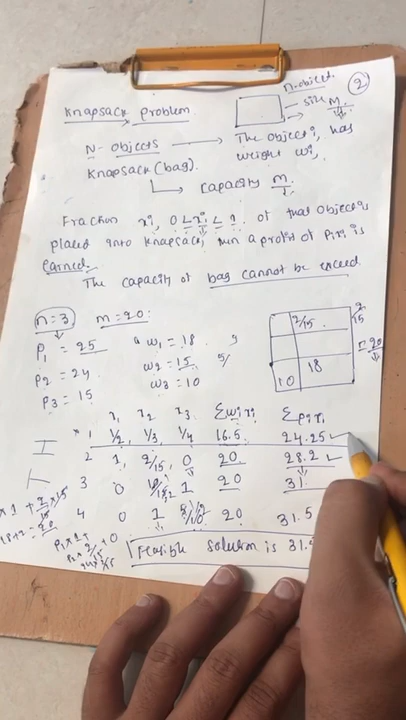 n.object.
②
Knapsack problem
size M.
N- objects → The object i, has
weight wi,
Knapsack (bag).
→ capacity m.
Fraction xi, 0 ≤ xi ≤ 1. of that object is
placed into knapsack, then a profit of pixi is
earned.
The capacity of bag cannot be exceed
n=3 m=20.
P1 = 25 w1 = 18
P2 = 24 w2 = 15
P3 = 15 w3 = 10
2/15
18
10
x1 x2 x3 Σwixi Σpixi
1 1/2, 1/3, 1/4 16.5 24.25
2 1, 2/15, 0 20 28.2
3 0 1 20 31
4 0 1 20 31.5
Feasible solution is 31.5